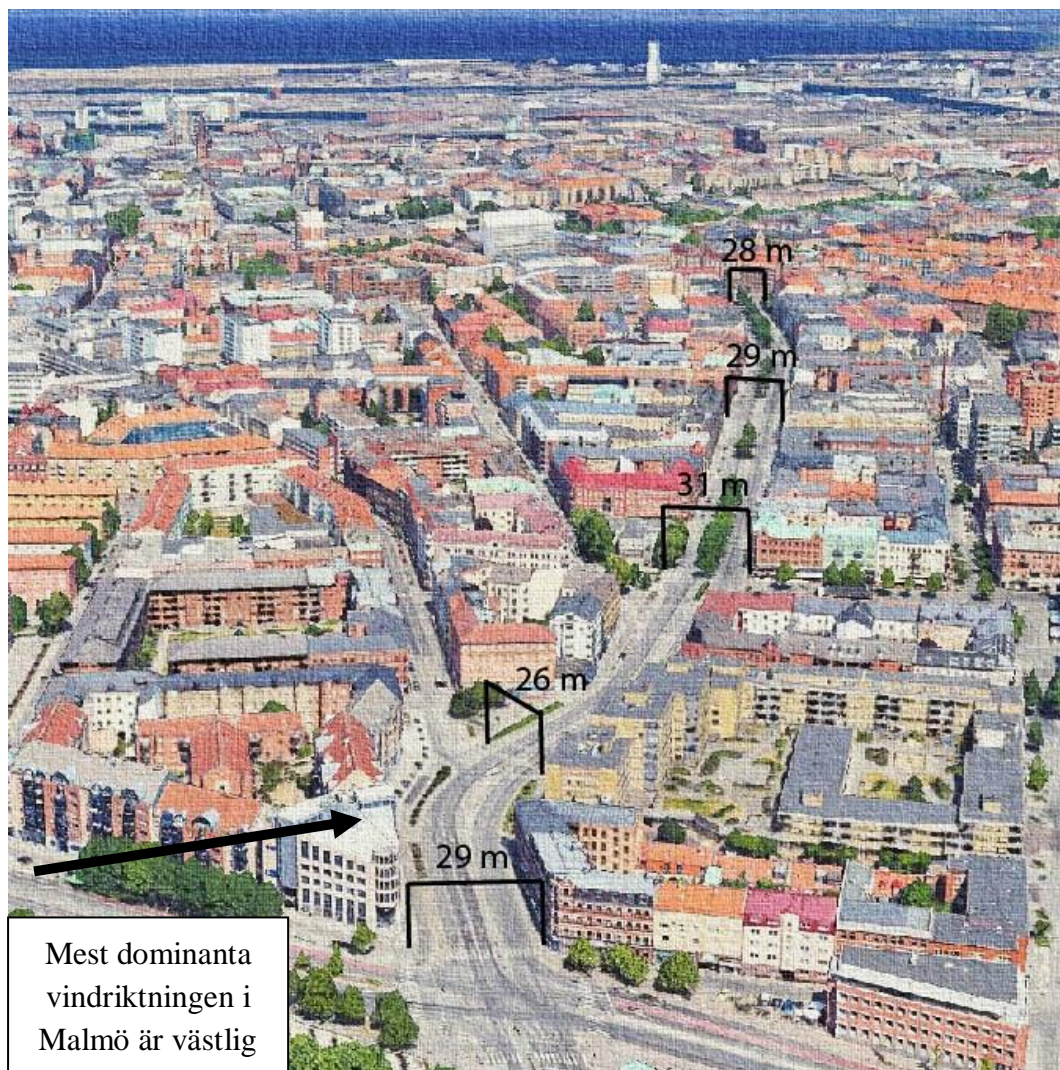 28 m
29 m
31 m
26 m
29 m
Mest dominanta
vindriktningen i
Malmö är västlig